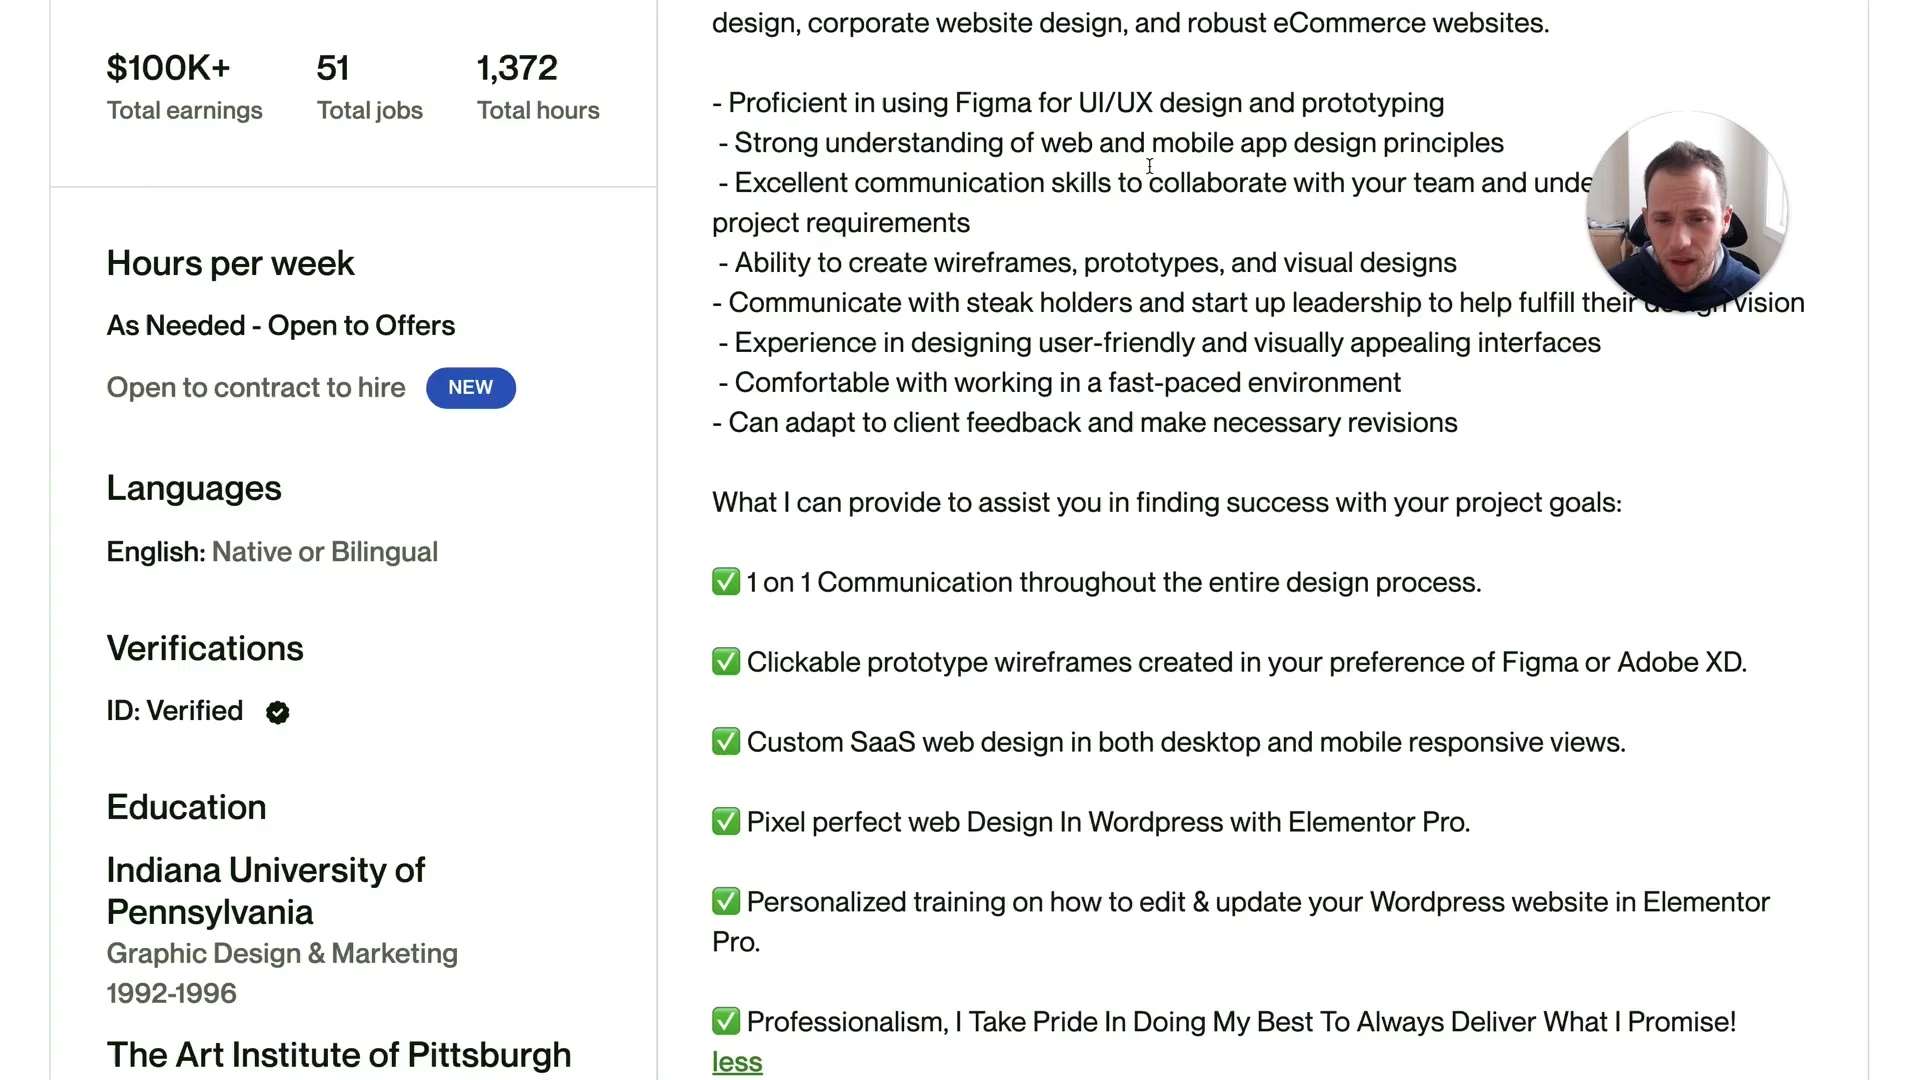 $100K+
Total earnings
51
Total jobs
1,372
Total hours
Hours per week
As Needed - Open to Offers
Open to contract to hire NEW
Languages
English: Native or Bilingual
Verifications
ID: Verified
Education
Indiana University of
Pennsylvania
Graphic Design & Marketing
1992-1996
The Art Institute of Pittsburgh
design, corporate website design, and robust eCommerce websites.
- Proficient in using Figma for UI/UX design and prototyping
- Strong understanding of web and mobile app design principles
- Excellent communication skills to collaborate with your team and
project requirements
- Ability to create wireframes, prototypes, and visual designs
- Communicate with steak holders and start up leadership to help fulfill their design vision
- Experience in designing user-friendly and visually appealing interfaces
- Comfortable with working in a fast-paced environment
- Can adapt to client feedback and make necessary revisions
What I can provide to assist you in finding success with your project goals:
✅ 1 on 1 Communication throughout the entire design process.
✅ Clickable prototype wireframes created in your preference of Figma or Adobe XD.
✅ Custom SaaS web design in both desktop and mobile responsive views.
✅ Pixel perfect web Design In Wordpress with Elementor Pro.
✅ Personalized training on how to edit & update your Wordpress website in Elementor
Pro.
✅ Professionalism, I Take Pride In Doing My Best To Always Deliver What I Promise!
less